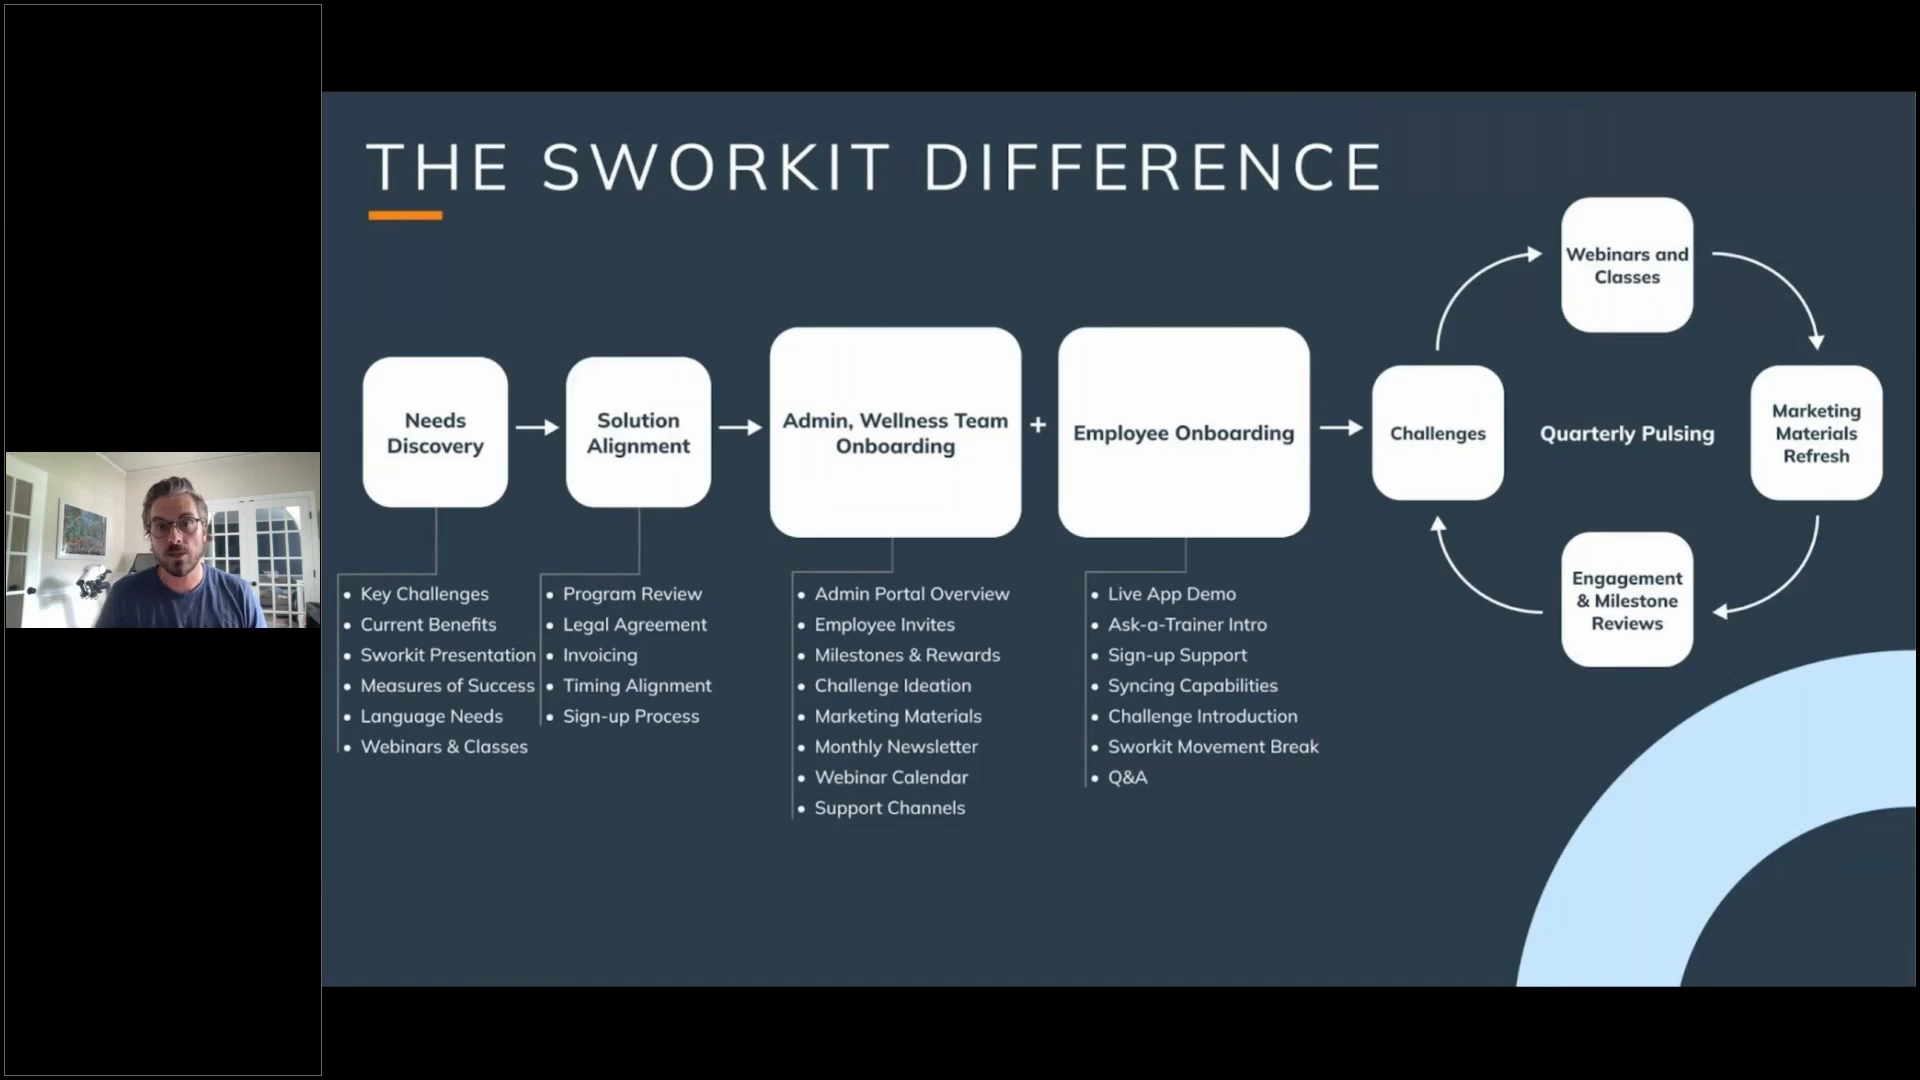 THE SWORKIT DIFFERENCE
Needs
Discovery
Key Challenges
Current Benefits
Sworkit Presentation
Measures of Success
Language Needs
Webinars & Classes
Solution
Alignment
Program Review
Legal Agreement
Invoicing
Timing Alignment
Sign-up Process
Admin, Wellness Team
Onboarding
Admin Portal Overview
Employee Invites
Milestones & Rewards
Challenge Ideation
Marketing Materials
Monthly Newsletter
Webinar Calendar
Support Channels
+
Employee Onboarding
Live App Demo
Ask-a-Trainer Intro
Sign-up Support
Syncing Capabilities
Challenge Introduction
Sworkit Movement Break
Q&A
Challenges
Webinars and
Classes
Quarterly Pulsing
Marketing
Materials
Refresh
Engagement
& Milestone
Reviews